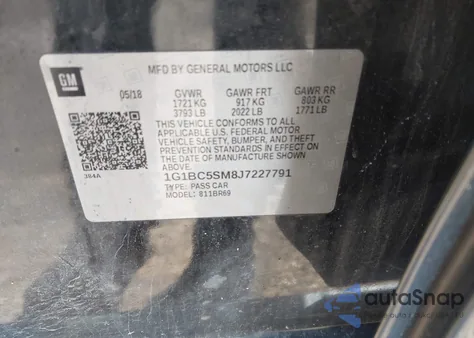 GM
MFD BY GENERAL MOTORS LLC
05/18
GVWR GAWR FRT GAWR RR
1721 KG 917 KG 803 KG
3793 LB 2022 LB 1771 LB
THIS VEHICLE CONFORMS TO ALL
APPLICABLE U.S. FEDERAL MOTOR
VEHICLE SAFETY, BUMPER, AND THEFT
PREVENTION STANDARDS IN EFFECT
ON THE DATE OF MANUFACTURE
SHOWN ABOVE.
1G1BC5SM8J7227791
TYPE: PASS CAR
MODEL: 811BR69
384A
autoSnap